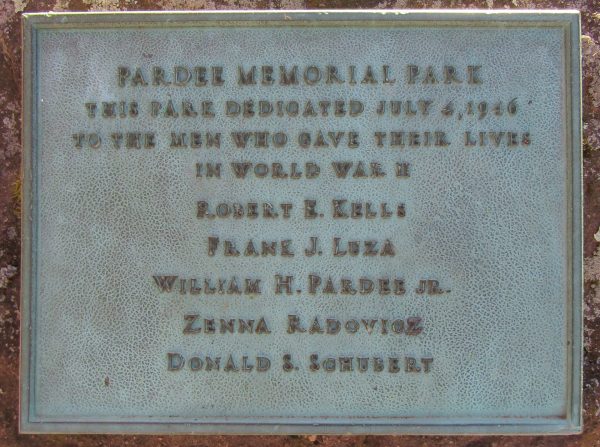 PARDEE MEMORIAL PARK
THIS PARK DEDICATED JULY 4, 1946
TO THE MEN WHO GAVE THEIR LIVES
IN WORLD WAR II
ROBERT E. KELLS
FRANK J. LUZA
WILLIAM H. PARDEE JR.
ZENNA RADOVICZ
DONALD S. SCHUBERT